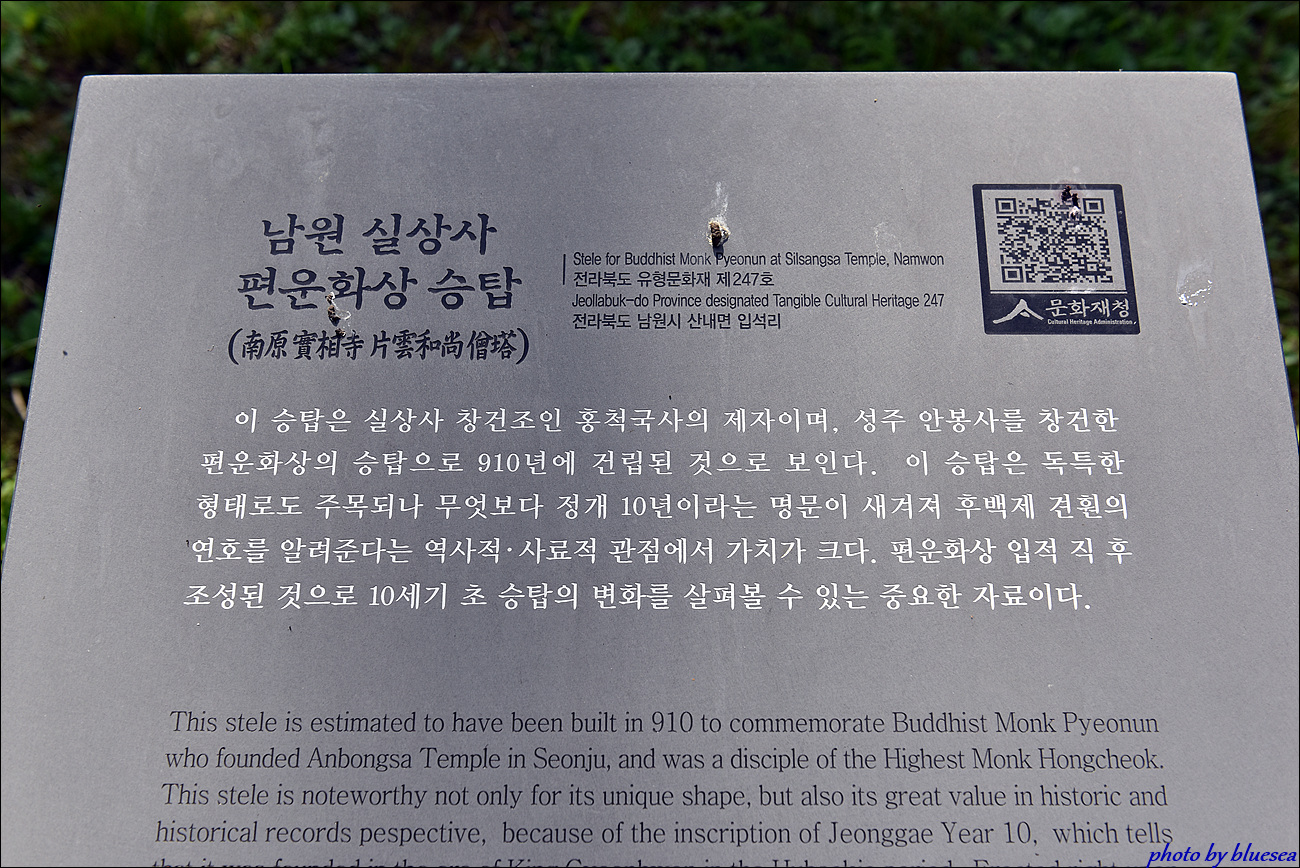 남원 실상사
편운화상 승탑
(南原 實相寺 片雲和尚 僧塔)
Stele for Buddhist Monk Pyeonun at Silsangsa Temple, Namwon
전라북도 유형문화재 제247호
Jeollabuk-do Province designated Tangible Cultural Heritage 247
전라북도 남원시 산내면 입석리
문화재청
Cultural Heritage Administration
이 승탑은 실상사 창건조인 홍척국사의 제자이며, 성주 안봉사를 창건한
편운화상의 승탑으로 910년에 건립된 것으로 보인다. 이 승탑은 독특한
형태로도 주목되나 무엇보다 정개 10년이라는 명문이 새겨져 후백제 견훤의
연호를 알려준다는 역사적·사료적 관점에서 가치가 크다. 편운화상 입적 직 후
조성된 것으로 10세기 초 승탑의 변화를 살펴볼 수 있는 중요한 자료이다.
This stele is estimated to have been built in 910 to commemorate Buddhist Monk Pyeonun
who founded Anbongsa Temple in Seonju, and was a disciple of the Highest Monk Hongcheok.
This stele is noteworthy not only for its unique shape, but also its great value in historic and
historical records pespective, because of the inscription of Jeonggae Year 10, which tells
photo by bluesea